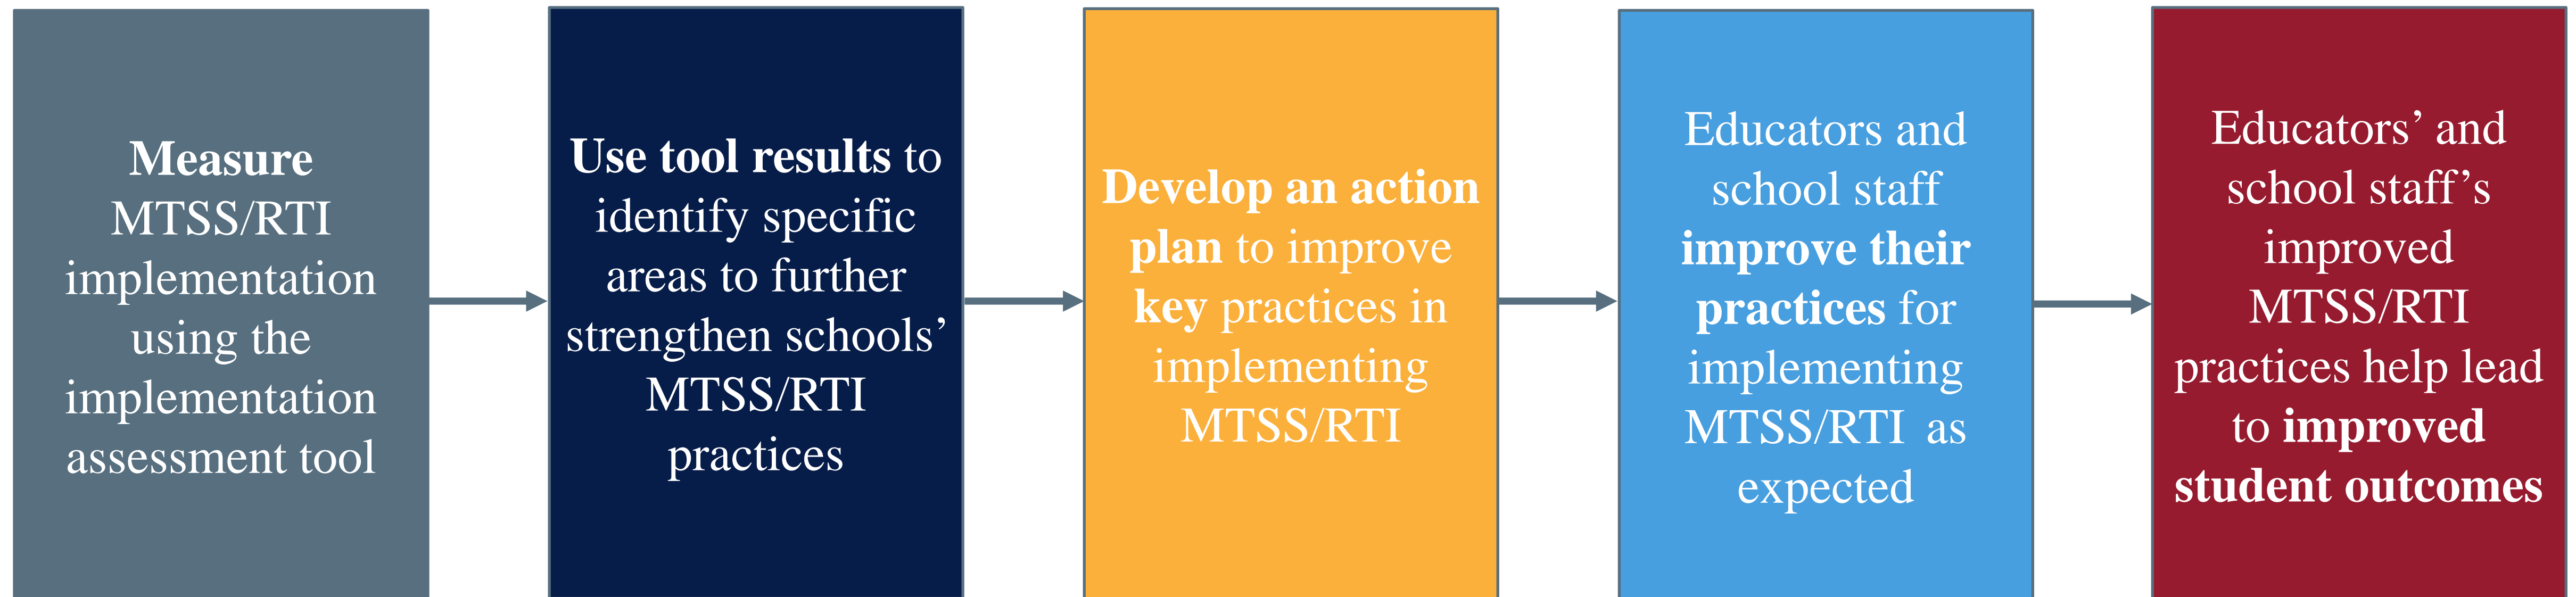 Measure
MTSS/RTI
implementation
using the
implementation
assessment tool
Use tool results to
identify specific
areas to further
strengthen schools’
MTSS/RTI
practices
Develop an action
plan to improve
key practices in
implementing
MTSS/RTI
Educators and
school staff
improve their
practices for
implementing
MTSS/RTI as
expected
Educators’ and
school staff’s
improved
MTSS/RTI
practices help lead
to improved
student outcomes